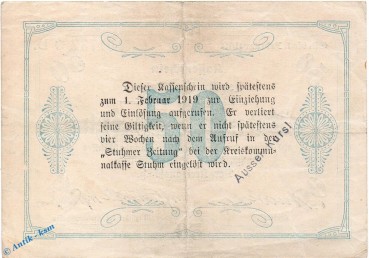 Dieser Kassenschein wird spätestens
zum 1. Februar 1919 zur Einziehung
und Einlösung aufgerufen. Er verliert
seine Giltigkeit, wenn er nicht spätestens
vier Wochen nach dem Aufruf in der
„Stuhmer Zeitung" bei der Kreiskommu-
nalkasse Stuhm eingelöst wird.
50
Ausser Kurs!
© Antik - kam